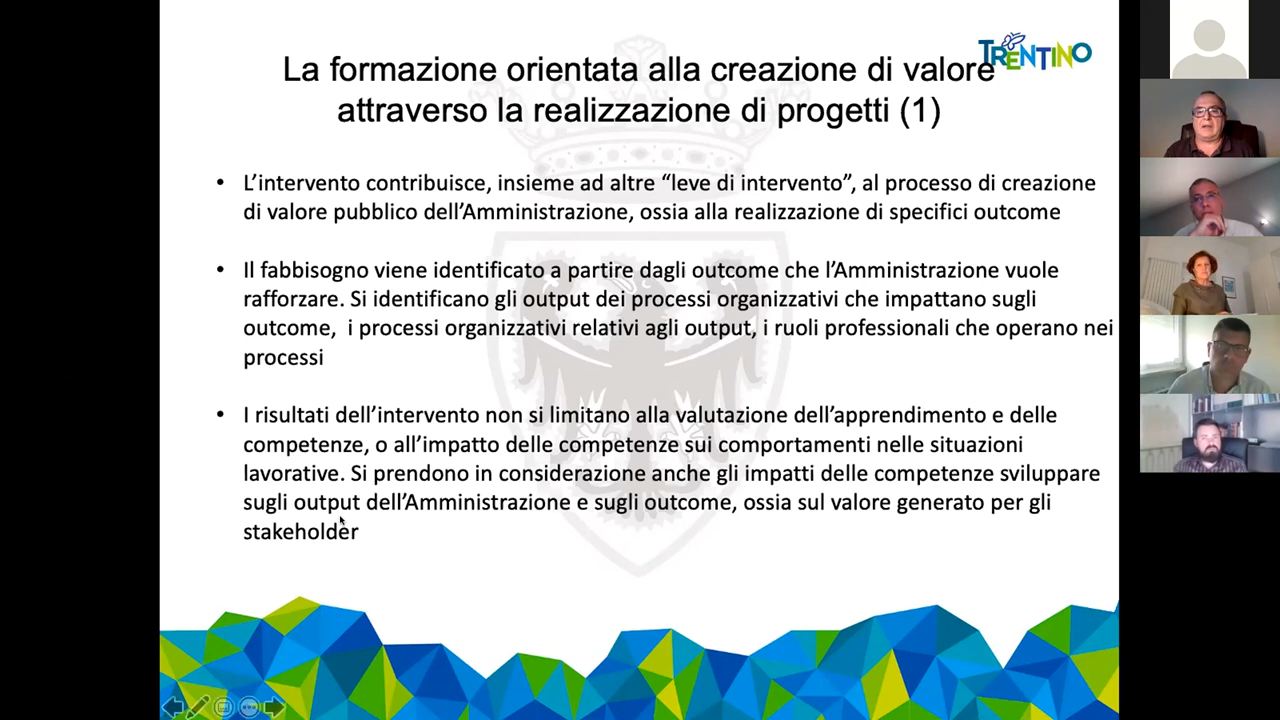 TRENTINO
La formazione orientata alla creazione di valore
attraverso la realizzazione di progetti (1)
• L’intervento contribuisce, insieme ad altre “leve di intervento”, al processo di creazione
di valore pubblico dell’Amministrazione, ossia alla realizzazione di specifici outcome
• Il fabbisogno viene identificato a partire dagli outcome che l’Amministrazione vuole
rafforzare. Si identificano gli output dei processi organizzativi che impattano sugli
outcome, i processi organizzativi relativi agli output, i ruoli professionali che operano nei
processi
• I risultati dell’intervento non si limitano alla valutazione dell’apprendimento e delle
competenze, o all’impatto delle competenze sui comportamenti nelle situazioni
lavorative. Si prendono in considerazione anche gli impatti delle competenze sviluppare
sugli output dell’Amministrazione e sugli outcome, ossia sul valore generato per gli
stakeholder